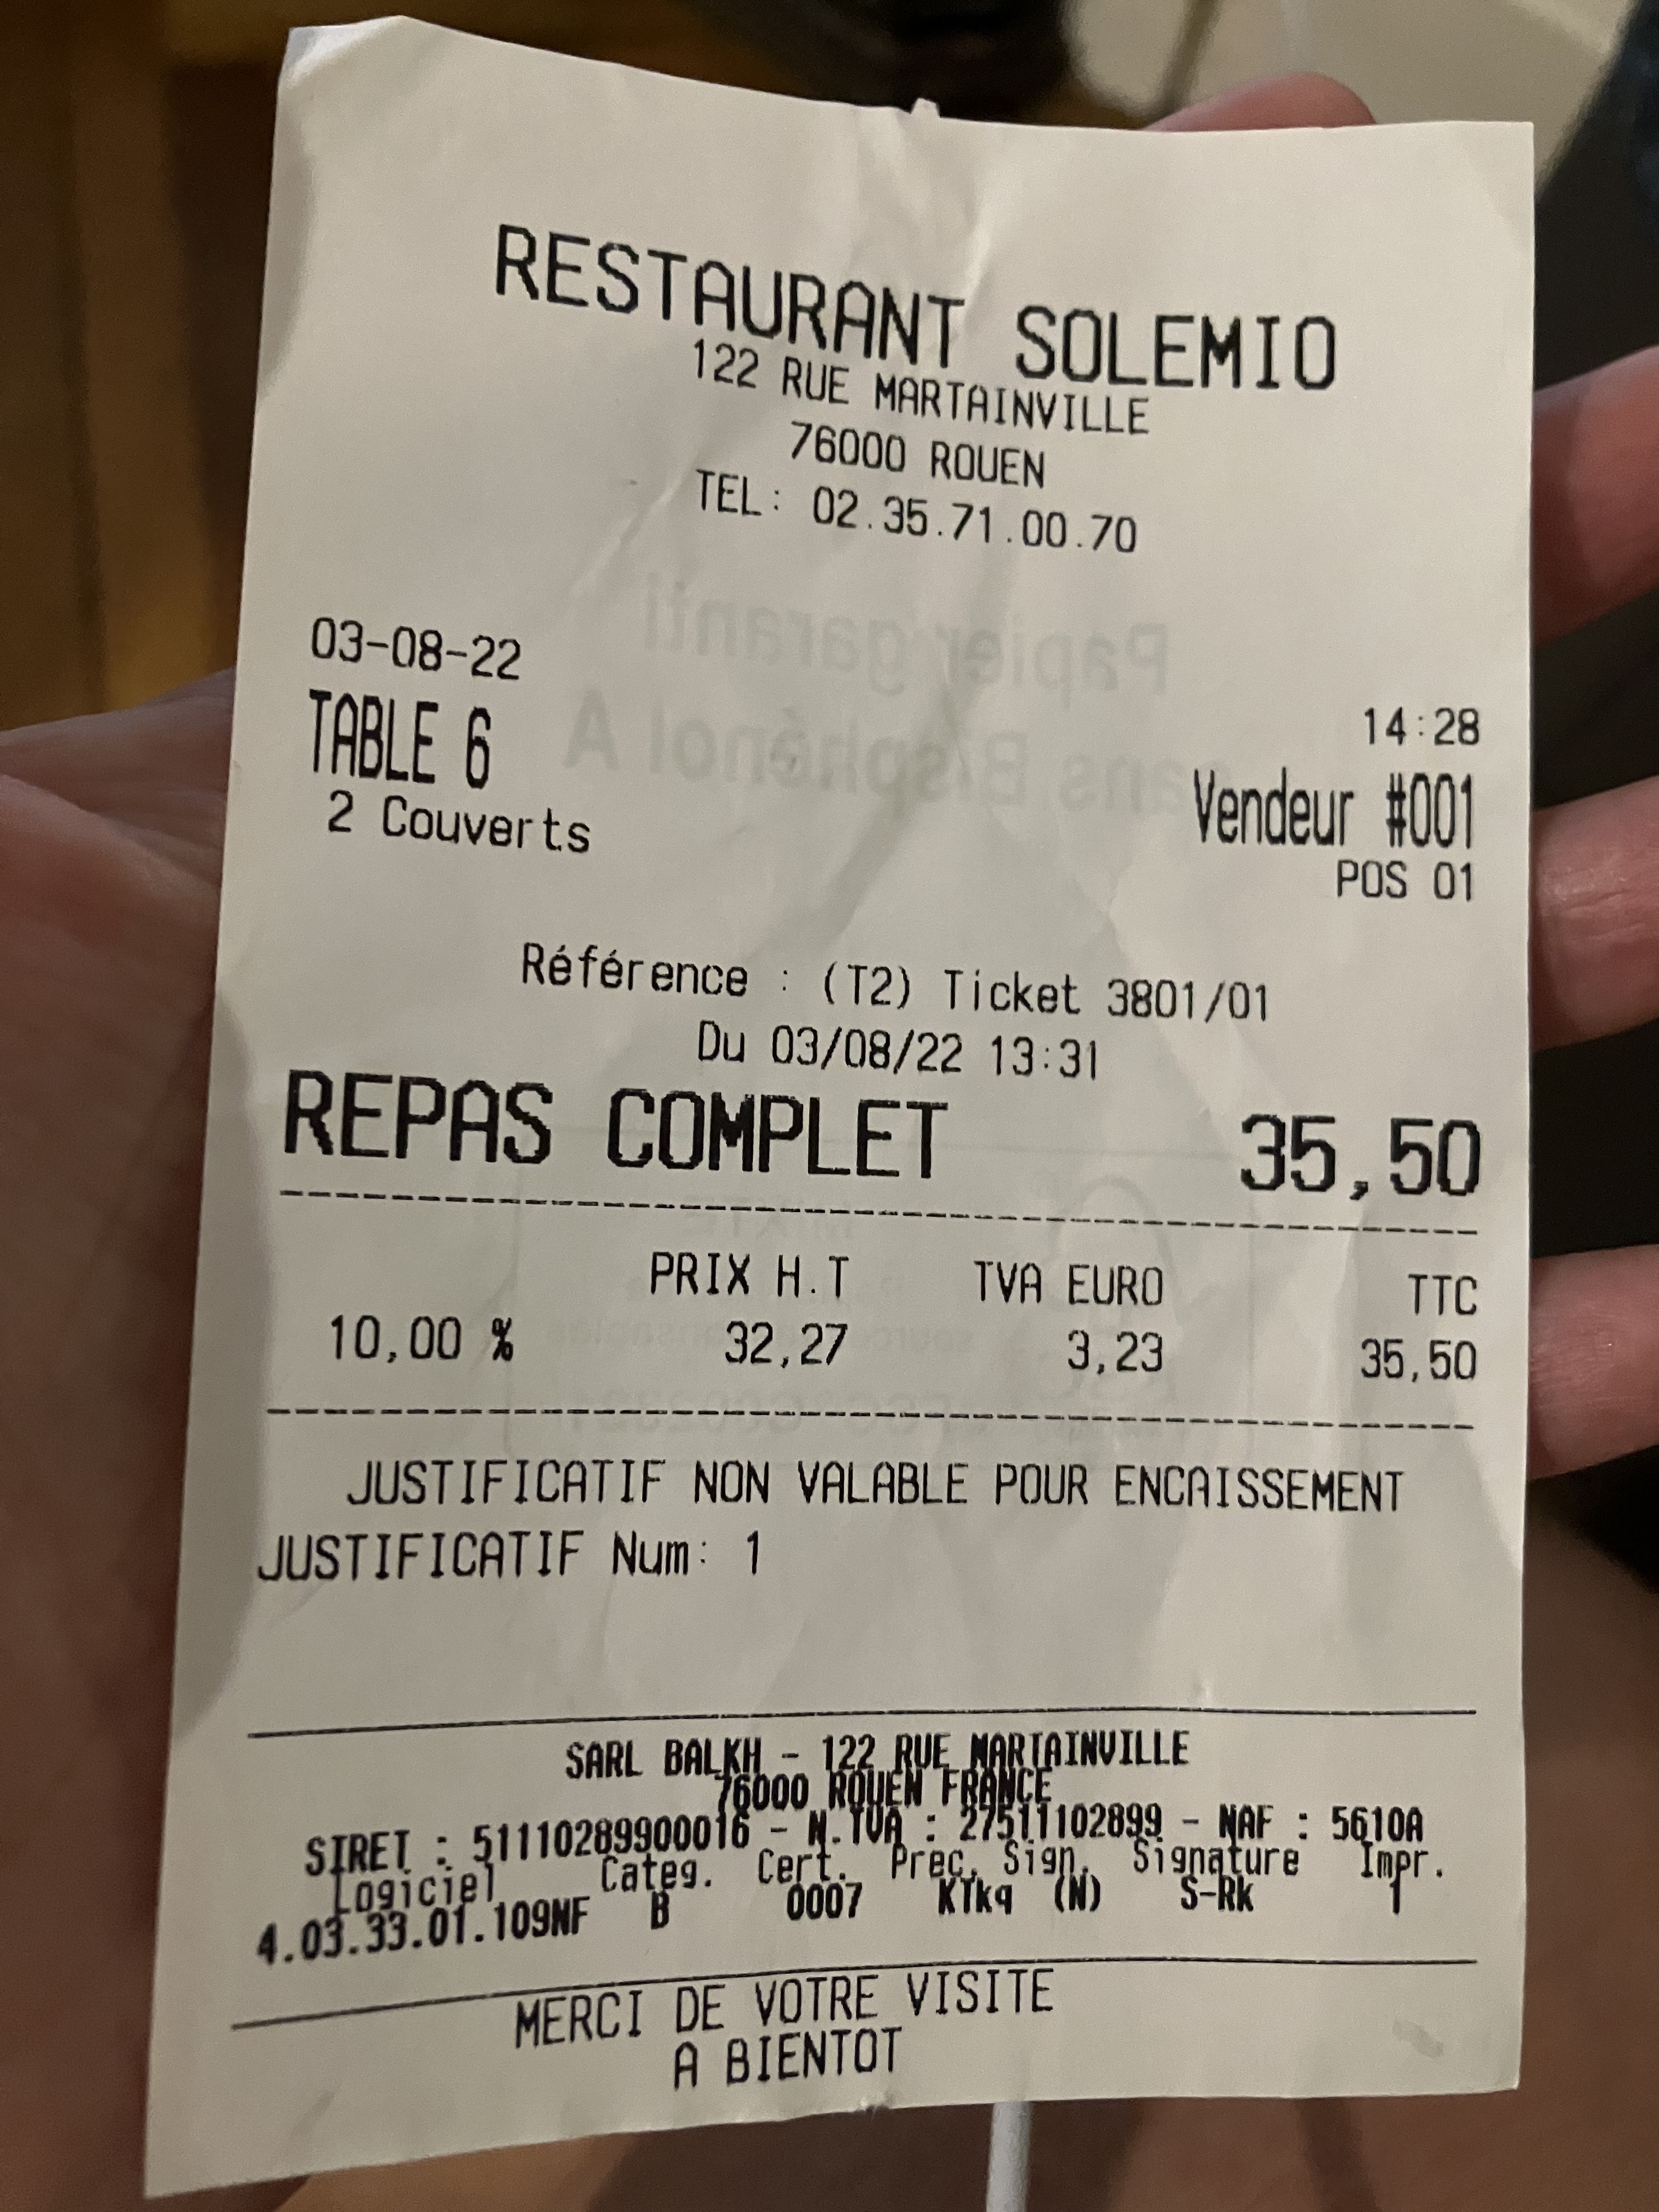 RESTAURANT SOLEMIO
122 RUE MARTAINVILLE
76000 ROUEN
TEL: 02.35.71.00.70
Papier garanti
sans Bisphénol A
03-08-22
14:28
TABLE 6
Vendeur #001
2 Couverts
POS 01
Référence : (T2) Ticket 3801/01
Du 03/08/22 13:31
REPAS COMPLET 35,50
PRIX H.T TVA EURO TTC
10,00 % 32,27 3,23 35,50
MIXTE
JUSTIFICATIF NON VALABLE POUR ENCAISSEMENT
JUSTIFICATIF Num: 1
SARL BALKH - 122 RUE MARTAINVILLE
76000 ROUEN FRANCE
SIRET : 51110289900016 - N.TVA : 27511102899 - NAF : 5610A
Logiciel Categ. Cert. Prec. Sign. Signature Impr.
4.03.33.01.109NF B 0007 KTkq (N) S-Rk 1
MERCI DE VOTRE VISITE
A BIENTOT